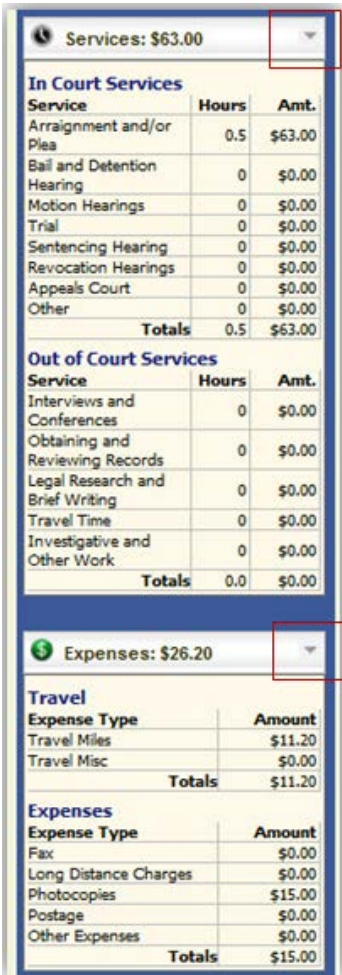 Services: $63.00
In Court Services
Service Hours Amt.
Arraignment and/or
Plea 0.5 $63.00
Bail and Detention
Hearing 0 $0.00
Motion Hearings 0 $0.00
Trial 0 $0.00
Sentencing Hearing 0 $0.00
Revocation Hearings 0 $0.00
Appeals Court 0 $0.00
Other 0 $0.00
Totals 0.5 $63.00
Out of Court Services
Service Hours Amt.
Interviews and
Conferences 0 $0.00
Obtaining and
Reviewing Records 0 $0.00
Legal Research and
Brief Writing 0 $0.00
Travel Time 0 $0.00
Investigative and
Other Work 0 $0.00
Totals 0.0 $0.00
$ Expenses: $26.20
Travel
Expense Type Amount
Travel Miles $11.20
Travel Misc $0.00
Totals $11.20
Expenses
Expense Type Amount
Fax $0.00
Long Distance Charges $0.00
Photocopies $15.00
Postage $0.00
Other Expenses $0.00
Totals $15.00